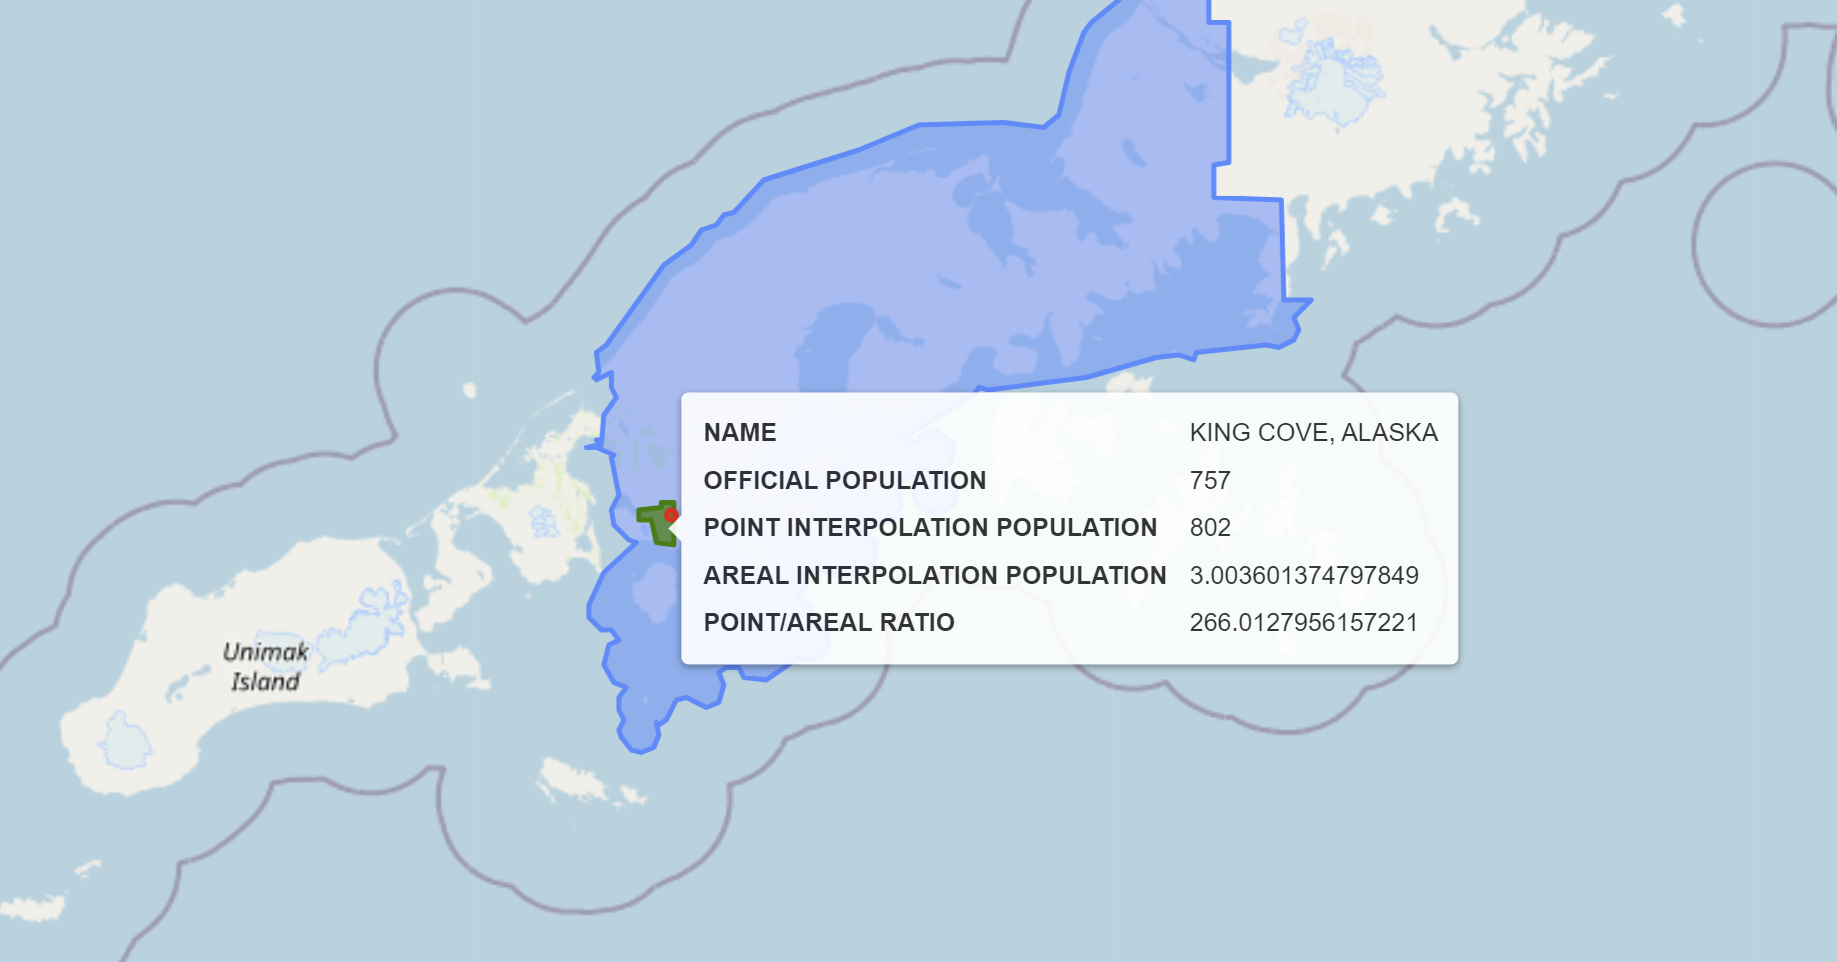 NAME KING COVE, ALASKA
OFFICIAL POPULATION 757
POINT INTERPOLATION POPULATION 802
AREAL INTERPOLATION POPULATION 3.003601374797849
POINT/AREAL RATIO 266.0127956157221
Unimak
Island